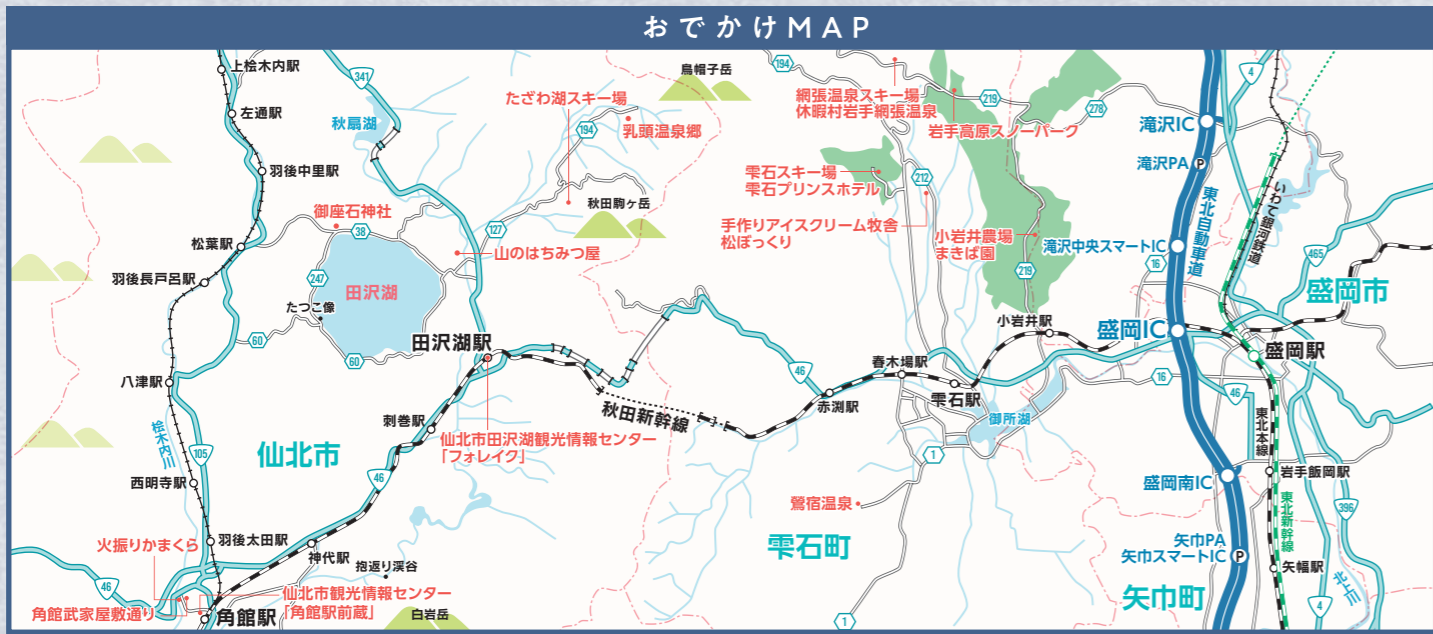 おでかけMAP
上桧木内駅
左通駅
羽後中里駅
松葉駅
羽後長戸呂駅
八津駅
桧木内川
西明寺駅
羽後太田駅
火振りかまくら
角館武家屋敷通り
角館駅
仙北市観光情報センター
「角館駅前蔵」
神代駅
抱返り渓谷
白岩岳
仙北市
105
46
46
341
秋扇湖
御座石神社
38
247
田沢湖
たつこ像
60
60
田沢湖駅
刺巻駅
仙北市田沢湖観光情報センター
「フォレイク」
山のはちみつ屋
127
たざわ湖スキー場
194
乳頭温泉郷
烏帽子岳
秋田駒ヶ岳
秋田新幹線
46
赤渕駅
春木場駅
雫石駅
小岩井駅
御所湖
1
鶯宿温泉
雫石町
1
194
網張温泉スキー場
休暇村岩手網張温泉
219
岩手高原スノーパーク
278
雫石スキー場
雫石プリンスホテル
212
手作りアイスクリーム牧舎
松ぼっくり
小岩井農場
まきば園
219
4
滝沢IC
滝沢PA
P
東北自動車道
いわて銀河鉄道
滝沢中央スマートIC
16
465
盛岡市
盛岡IC
盛岡駅
16
46
東北本線
岩手飯岡駅
盛岡南IC
東北新幹線
396
矢巾PA
矢巾スマートIC
P
矢幅駅
北上川
矢巾町
4